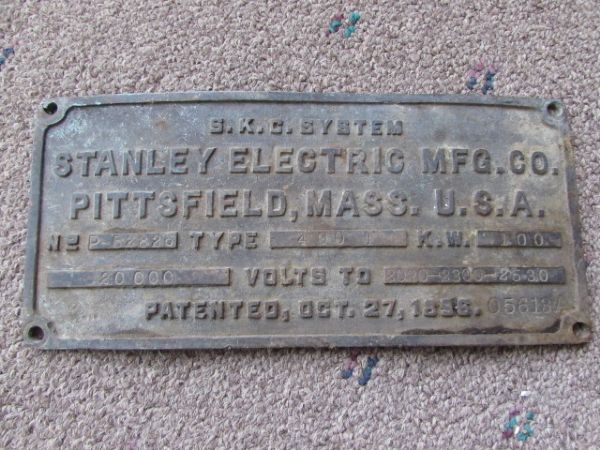 S.K.C. SYSTEM
STANLEY ELECTRIC MFG. CO.
PITTSFIELD, MASS. U.S.A.
No TYPE K.W. 100
20000 VOLTS TO
PATENTED, OCT. 27, 1896.